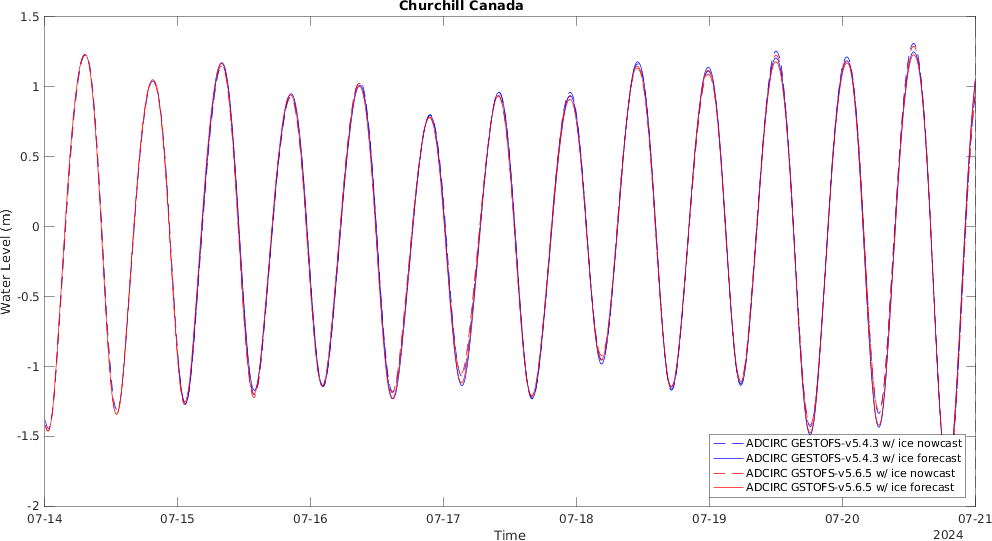 Churchill Canada
1.5
1
0.5
0
-0.5
-1
-1.5
-2
Water Level (m)
ADCIRC GESTOFS-v5.4.3 w/ ice nowcast
ADCIRC GESTOFS-v5.4.3 w/ ice forecast
ADCIRC GSTOFS-v5.6.5 w/ ice nowcast
ADCIRC GSTOFS-v5.6.5 w/ ice forecast
07-14 07-15 07-16 07-17 07-18 07-19 07-20 07-21
Time
2024